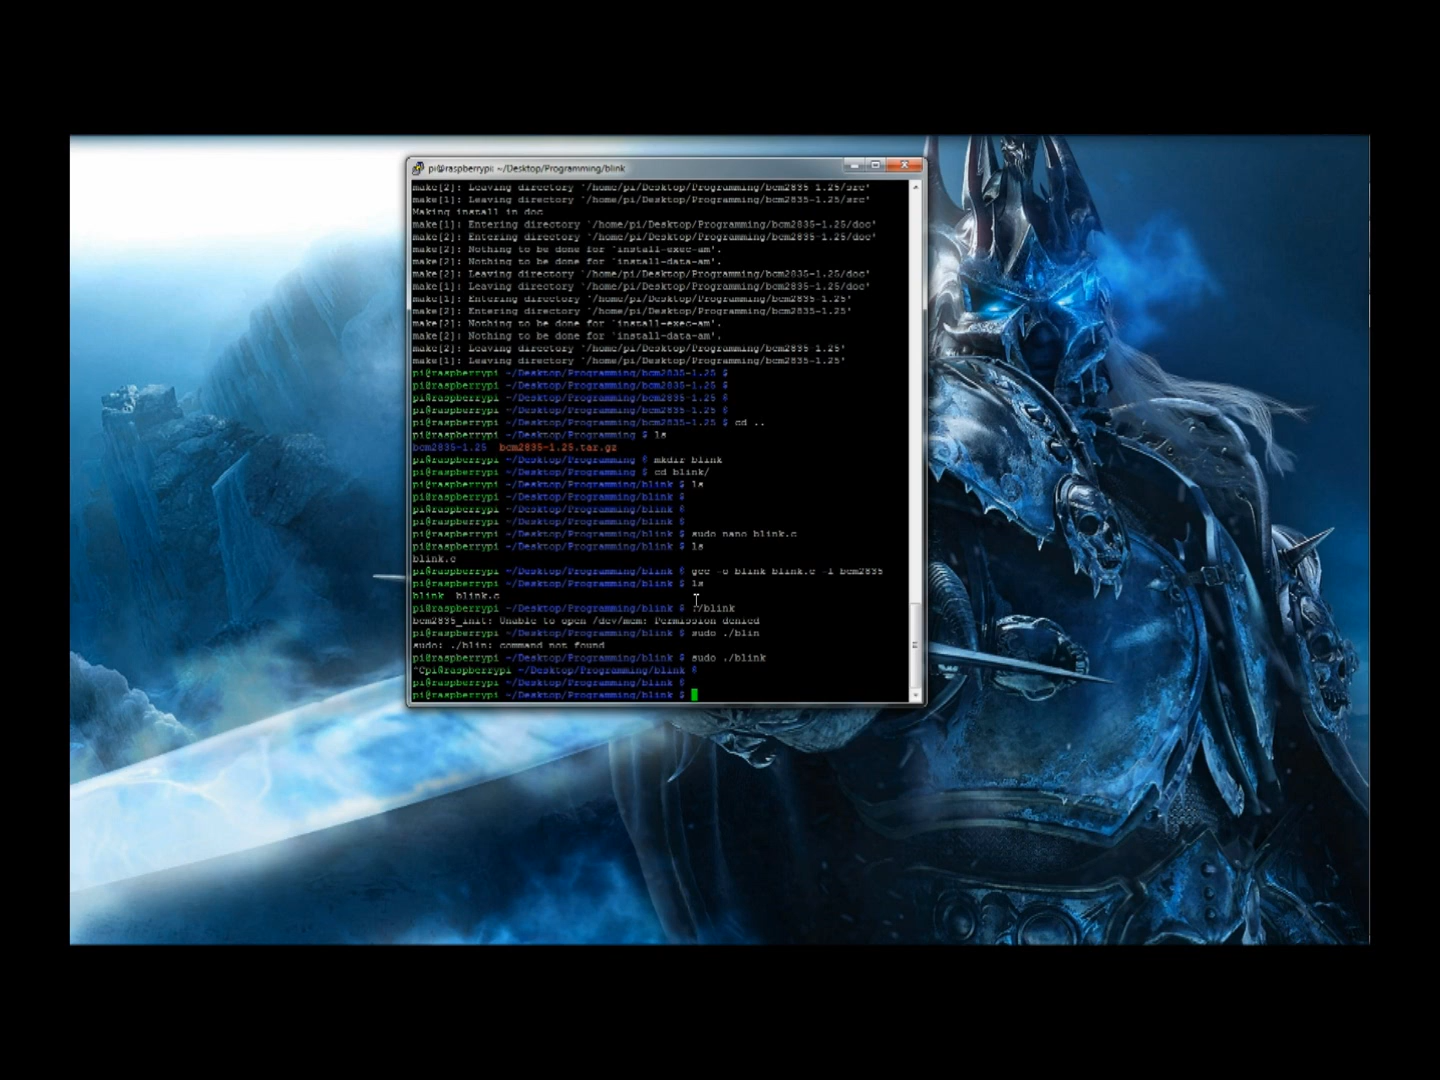 pi@raspberrypi: ~/Desktop/Programming/blink
make[2]: Leaving directory `/home/pi/Desktop/Programming/bcm2835-1.25/src'
make[1]: Leaving directory `/home/pi/Desktop/Programming/bcm2835-1.25/src'
Making install in doc
make[1]: Entering directory `/home/pi/Desktop/Programming/bcm2835-1.25/doc'
make[2]: Entering directory `/home/pi/Desktop/Programming/bcm2835-1.25/doc'
make[2]: Nothing to be done for `install-exec-am'.
make[2]: Nothing to be done for `install-data-am'.
make[2]: Leaving directory `/home/pi/Desktop/Programming/bcm2835-1.25/doc'
make[1]: Leaving directory `/home/pi/Desktop/Programming/bcm2835-1.25/doc'
make[1]: Entering directory `/home/pi/Desktop/Programming/bcm2835-1.25'
make[2]: Entering directory `/home/pi/Desktop/Programming/bcm2835-1.25'
make[2]: Nothing to be done for `install-exec-am'.
make[2]: Nothing to be done for `install-data-am'.
make[2]: Leaving directory `/home/pi/Desktop/Programming/bcm2835-1.25'
make[1]: Leaving directory `/home/pi/Desktop/Programming/bcm2835-1.25'
pi@raspberrypi ~/Desktop/Programming/bcm2835-1.25 $
pi@raspberrypi ~/Desktop/Programming/bcm2835-1.25 $
pi@raspberrypi ~/Desktop/Programming/bcm2835-1.25 $
pi@raspberrypi ~/Desktop/Programming/bcm2835-1.25 $
pi@raspberrypi ~/Desktop/Programming/bcm2835-1.25 $ cd ..
pi@raspberrypi ~/Desktop/Programming $ ls
bcm2835-1.25  bcm2835-1.25.tar.gz
pi@raspberrypi ~/Desktop/Programming $ mkdir blink
pi@raspberrypi ~/Desktop/Programming $ cd blink/
pi@raspberrypi ~/Desktop/Programming/blink $ ls
pi@raspberrypi ~/Desktop/Programming/blink $
pi@raspberrypi ~/Desktop/Programming/blink $
pi@raspberrypi ~/Desktop/Programming/blink $
pi@raspberrypi ~/Desktop/Programming/blink $ sudo nano blink.c
pi@raspberrypi ~/Desktop/Programming/blink $ ls
blink.c
pi@raspberrypi ~/Desktop/Programming/blink $ gcc -o blink blink.c -l bcm2835
pi@raspberrypi ~/Desktop/Programming/blink $ ls
blink  blink.c
pi@raspberrypi ~/Desktop/Programming/blink $ ./blink
bcm2835_init: Unable to open /dev/mem: Permission denied
pi@raspberrypi ~/Desktop/Programming/blink $ sudo ./blin
sudo: ./blin: command not found
pi@raspberrypi ~/Desktop/Programming/blink $ sudo ./blink
^Cpi@raspberrypi ~/Desktop/Programming/blink $
pi@raspberrypi ~/Desktop/Programming/blink $
pi@raspberrypi ~/Desktop/Programming/blink $